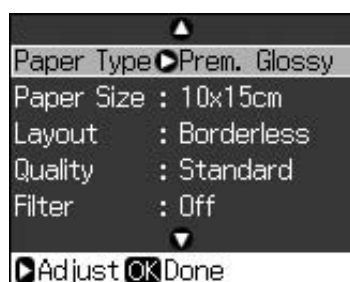 Paper Type Prem. Glossy
Paper Size : 10x15cm
Layout : Borderless
Quality : Standard
Filter : Off
Adjust OK Done